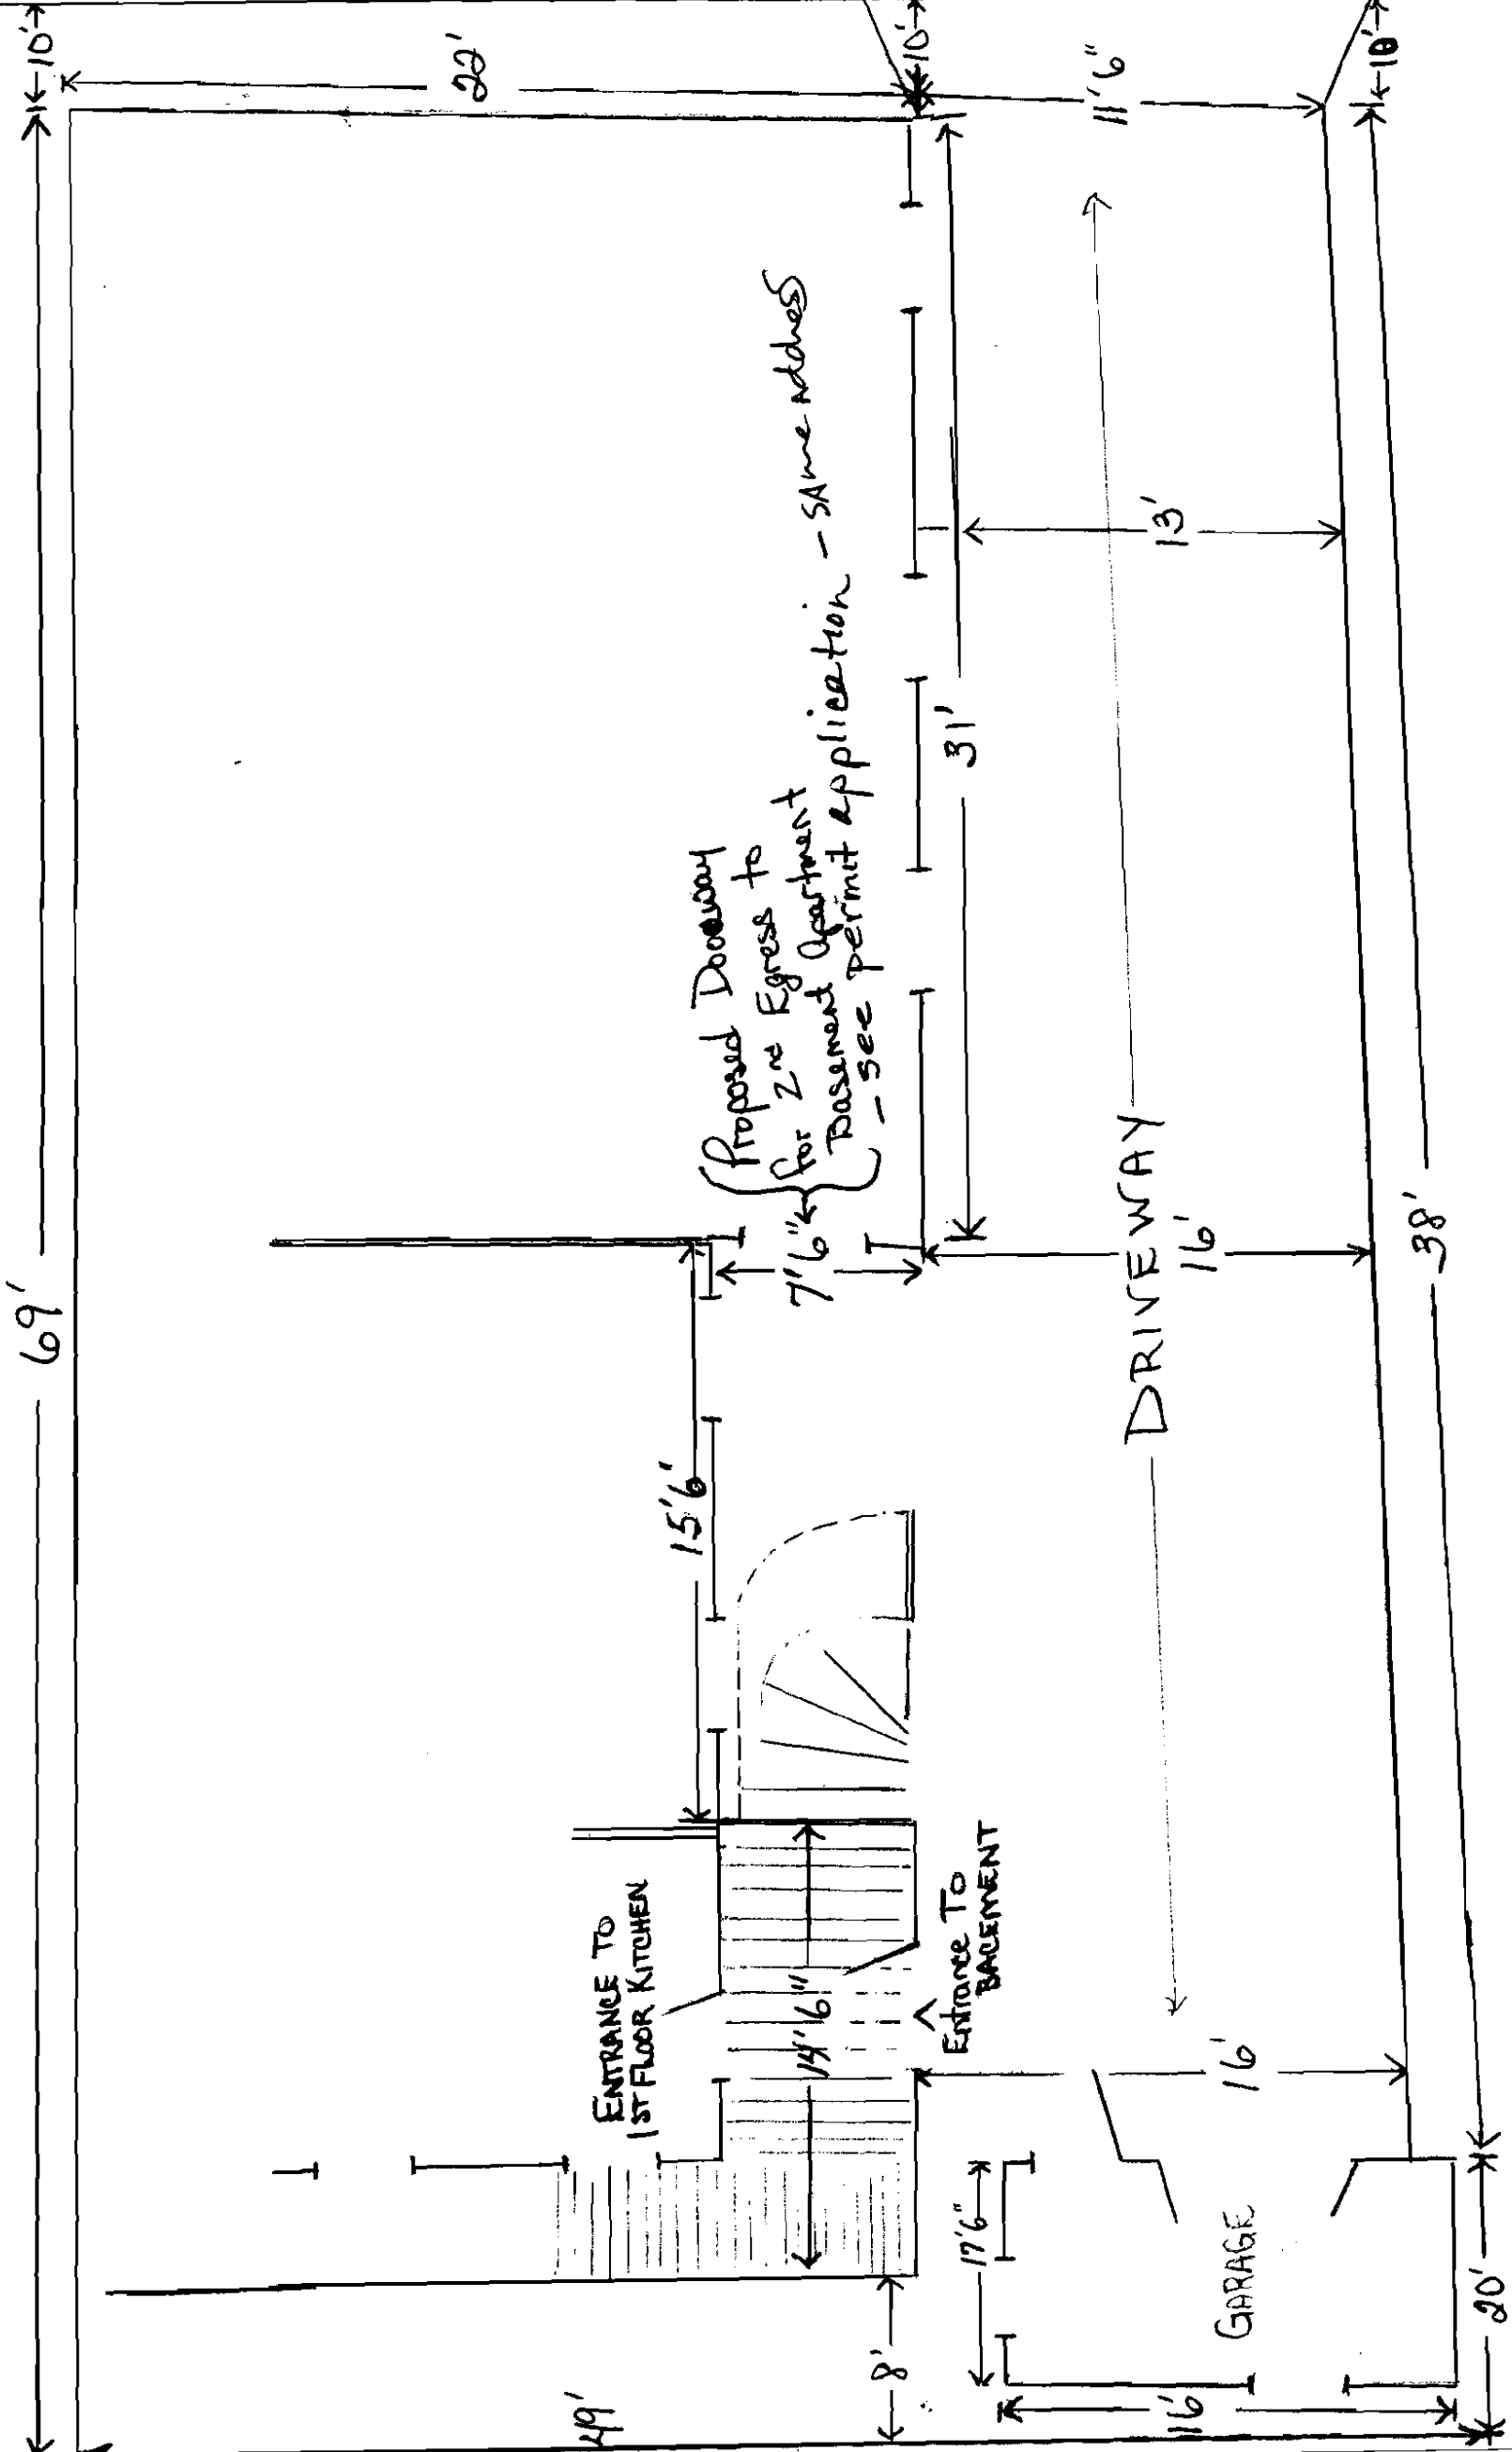 10'
22'
10'
11'6"
10'
69'
13'
31'
Proposed Doorway
for 2nd Egress to
Basement Apartment
- see permit application - same address
7'6"
DRIVEWAY
16'
38'
15'6'
ENTRANCE TO
1ST FLOOR KITCHEN
14'6"
Entrance To
BACEMENT
16'
17'6"
GARAGE
20'
8'
49'
16'